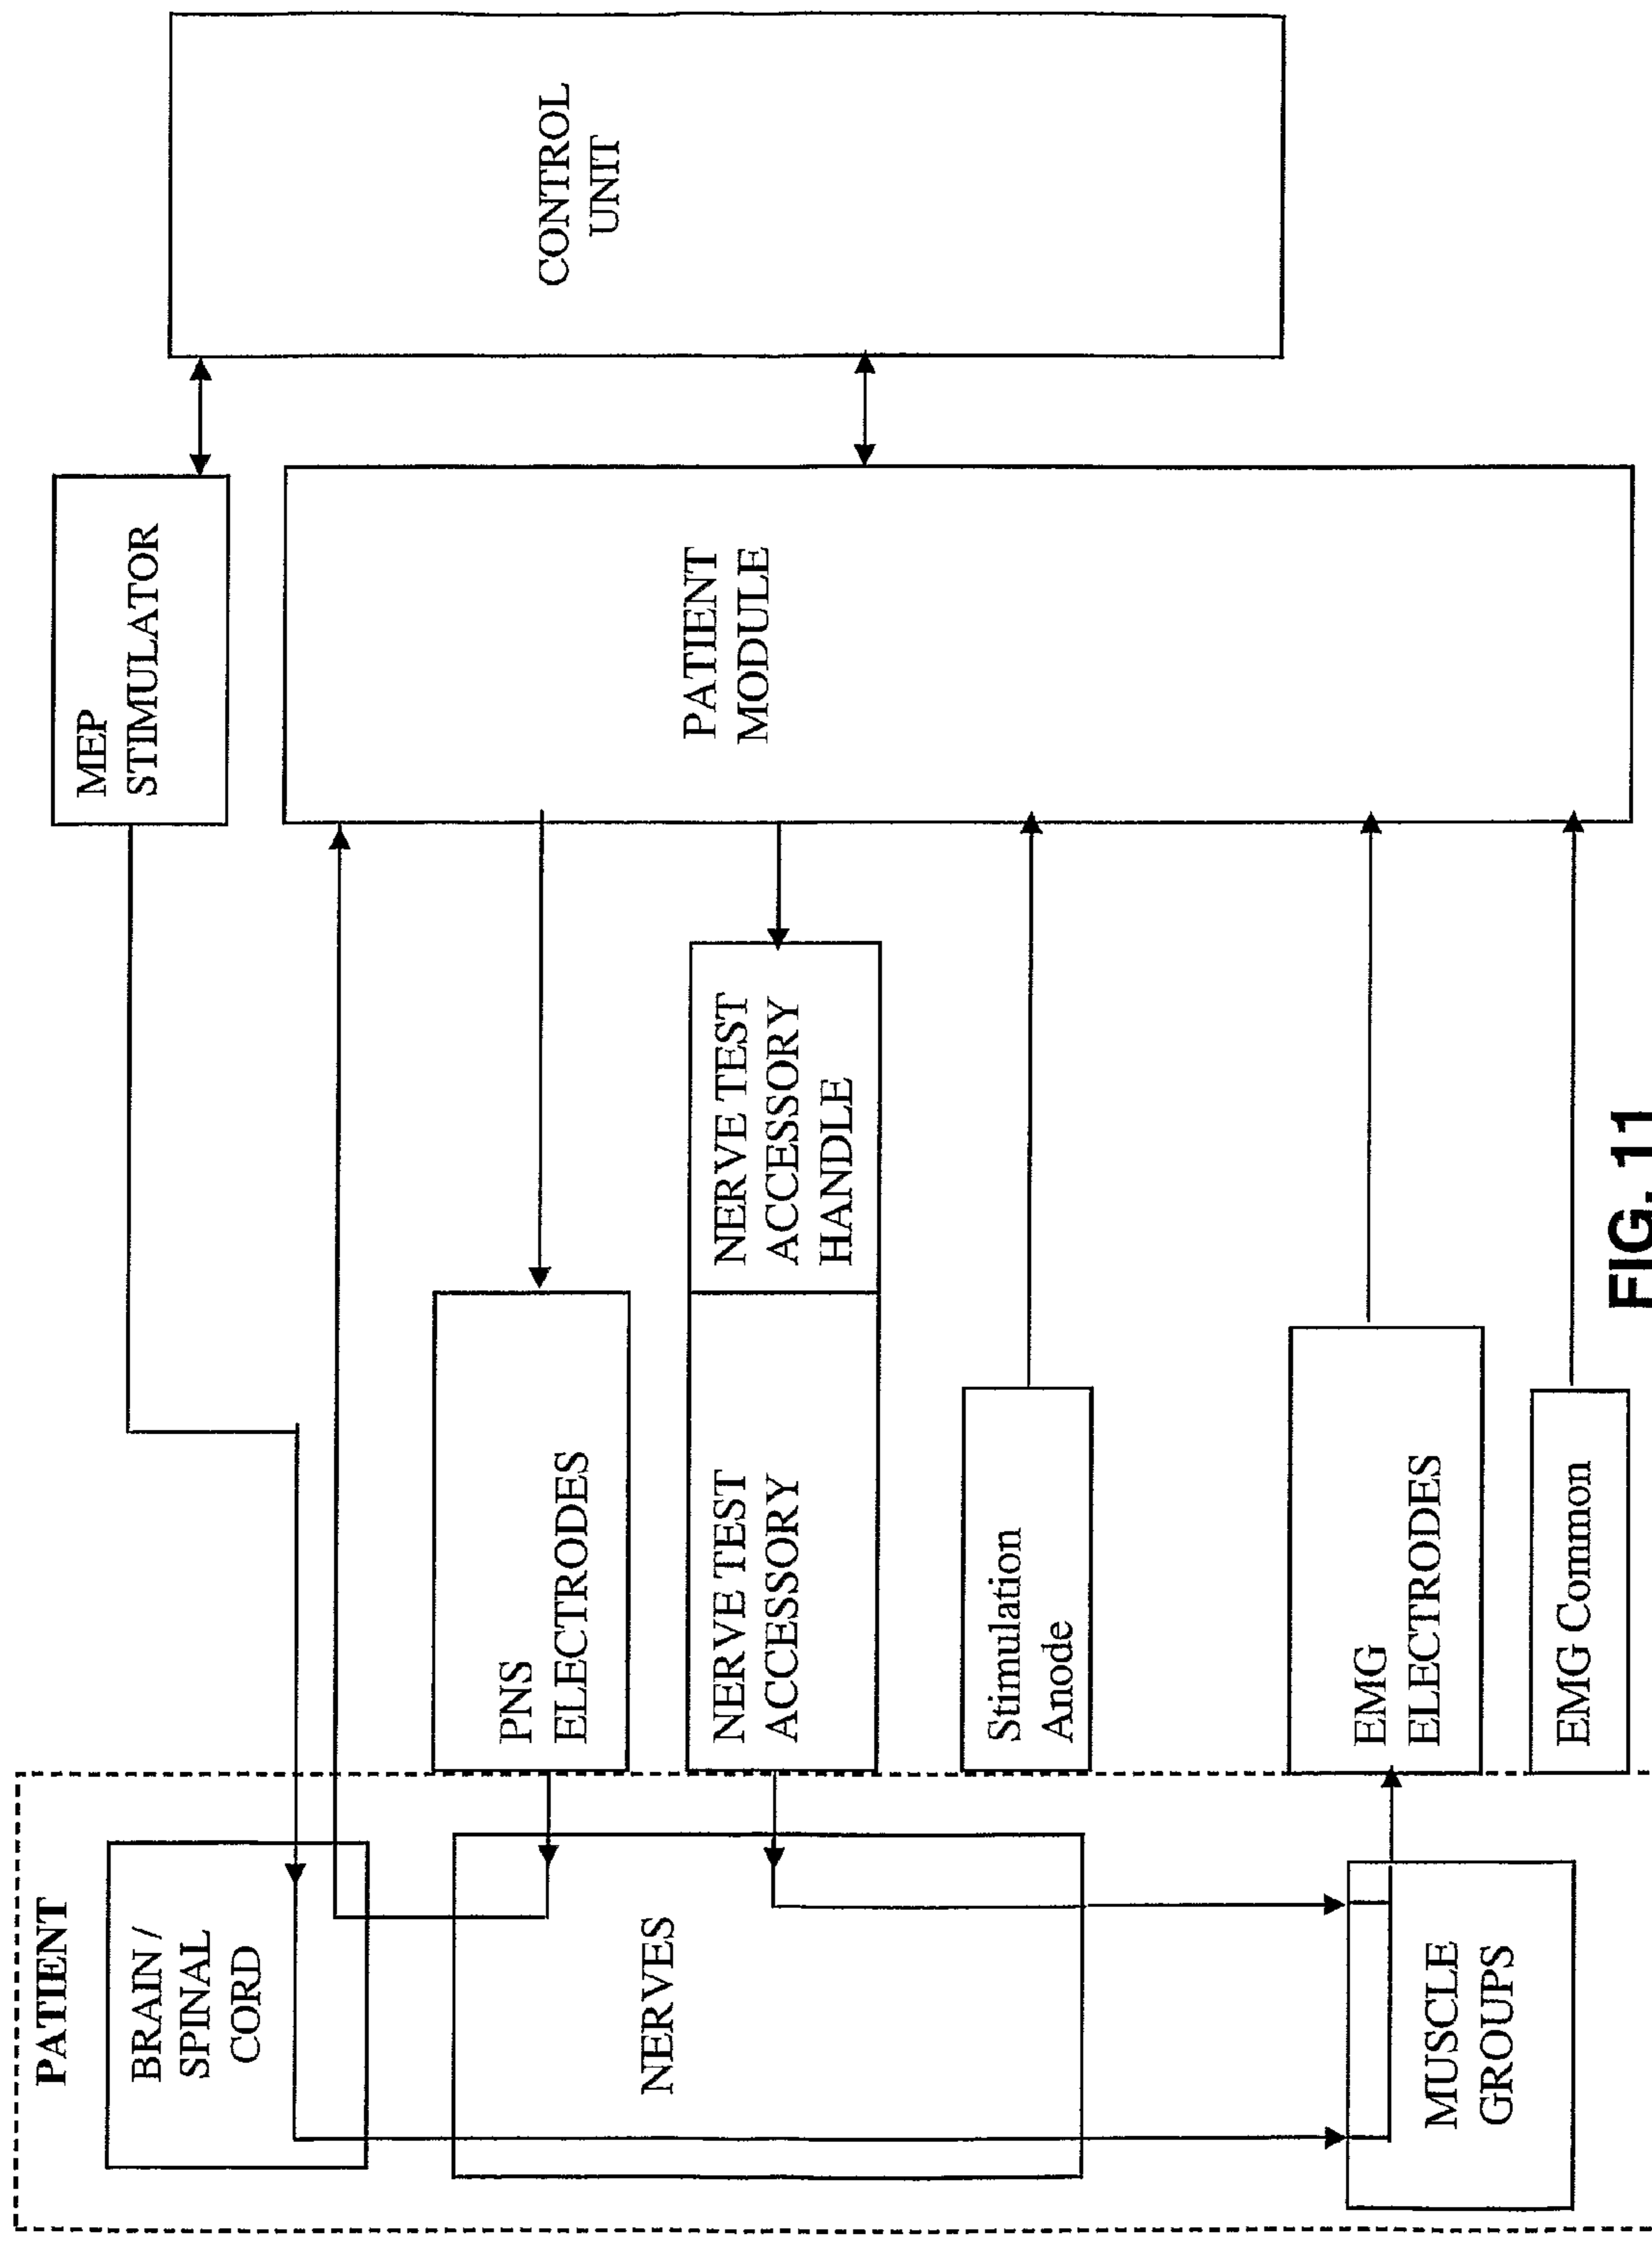 PATIENT
BRAIN /
SPINAL
CORD
NERVES
MUSCLE
GROUPS
PNS
ELECTRODES
NERVE TEST
ACCESSORY
NERVE TEST
ACCESSORY
HANDLE
Stimulation
Anode
EMG
ELECTRODES
EMG Common
MEP
STIMULATOR
PATIENT
MODULE
CONTROL
UNIT
FIG. 11